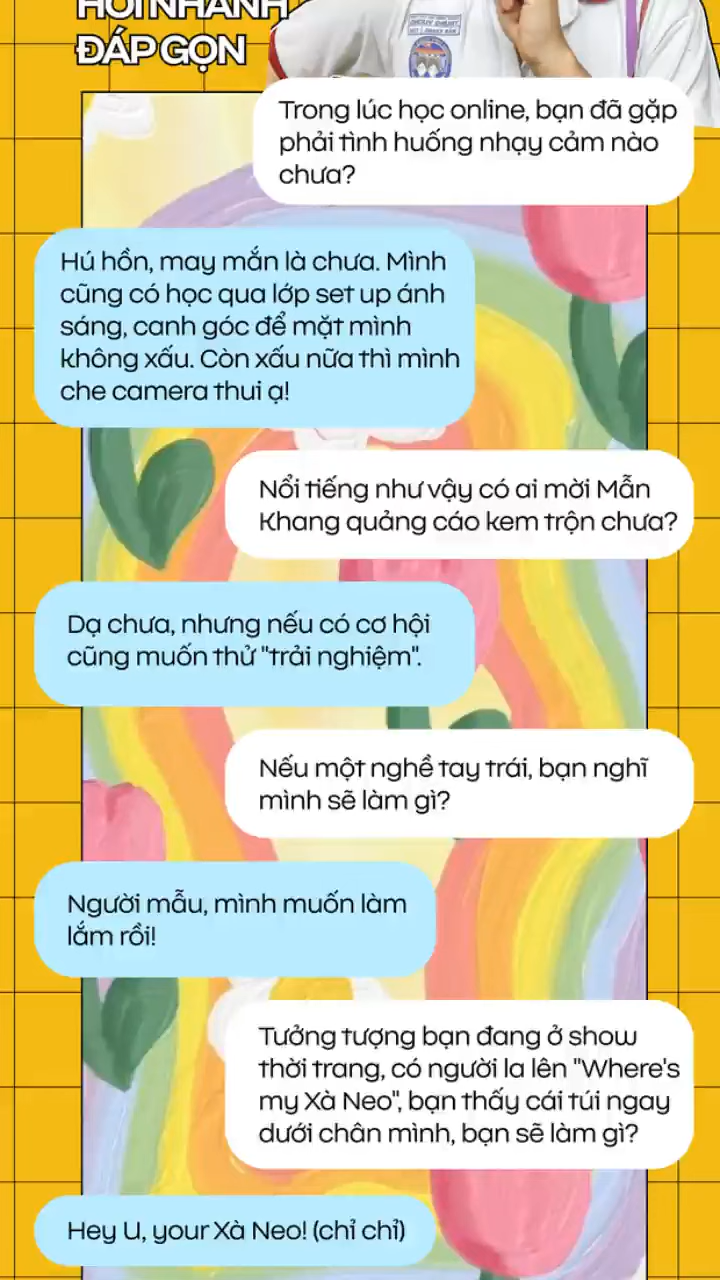 HỎI NHANH
ĐÁP GỌN
Trong lúc học online, bạn đã gặp
phải tình huống nhạy cảm nào
chưa?
Hú hồn, may mắn là chưa. Mình
cũng có học qua lớp set up ánh
sáng, canh góc để mặt mình
không xấu. Còn xấu nữa thì mình
che camera thui ạ!
Nổi tiếng như vậy có ai mời Mẫn
Khang quảng cáo kem trộn chưa?
Dạ chưa, nhưng nếu có cơ hội
cũng muốn thử "trải nghiệm".
Nếu một nghề tay trái, bạn nghĩ
mình sẽ làm gì?
Người mẫu, mình muốn làm
lắm rồi!
Tưởng tượng bạn đang ở show
thời trang, có người la lên "Where's
my Xà Neo", bạn thấy cái túi ngay
dưới chân mình, bạn sẽ làm gì?
Hey U, your Xà Neo! (chỉ chỉ)